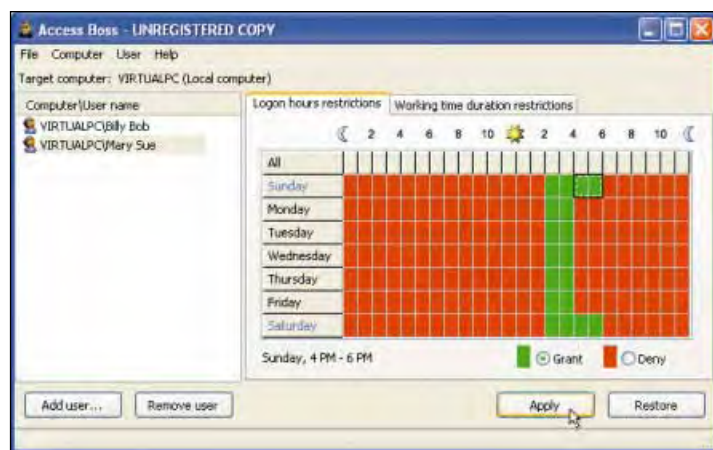 Access Boss - UNREGISTERED COPY
File Computer User Help
Target computer: VIRTUALPC (Local computer)
Computer\User name
VIRTUALPC\Billy Bob
VIRTUALPC\Mary Sue
Logon hours restrictions Working time duration restrictions
2 4 6 8 10 2 4 6 8 10
All
Sunday
Monday
Tuesday
Wednesday
Thursday
Friday
Saturday
Sunday, 4 PM - 6 PM Grant Deny
Add user... Remove user Apply Restore